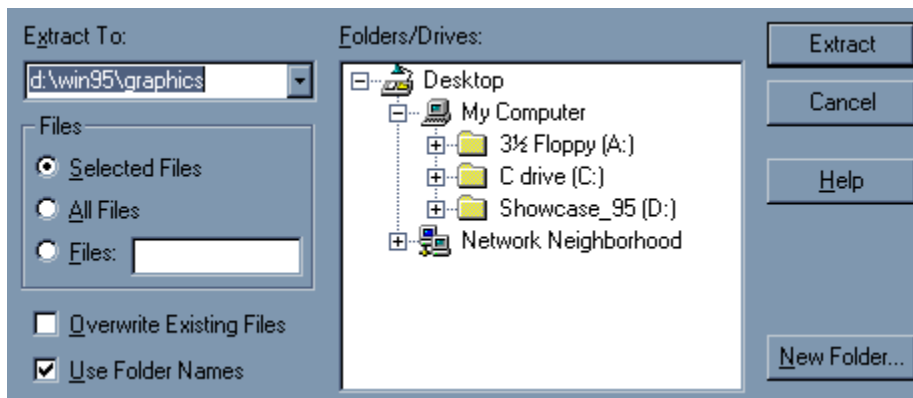 Extract To:
d:\win95\graphics
Files
Selected Files
All Files
Files:
Overwrite Existing Files
Use Folder Names
Folders/Drives:
Desktop
My Computer
3½ Floppy (A:)
C drive (C:)
Showcase_95 (D:)
Network Neighborhood
Extract
Cancel
Help
New Folder...